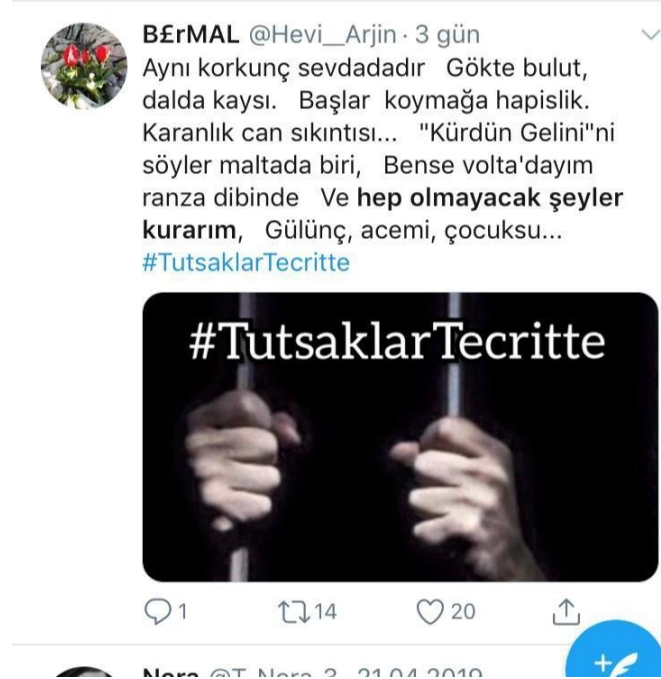 B£rMAL @Hevi__Arjin · 3 gün
Aynı korkunç sevdadadır Gökte bulut,
dalda kaysı. Başlar koymağa hapislik.
Karanlık can sıkıntısı... "Kürdün Gelini"ni
söyler maltada biri, Bense volta'dayım
ranza dibinde Ve hep olmayacak şeyler
kurarım, Gülünç, acemi, çocuksu...
#TutsaklarTecritte
#TutsaklarTecritte
1 14 20
Nora @T_Nora_3 21.04.2019